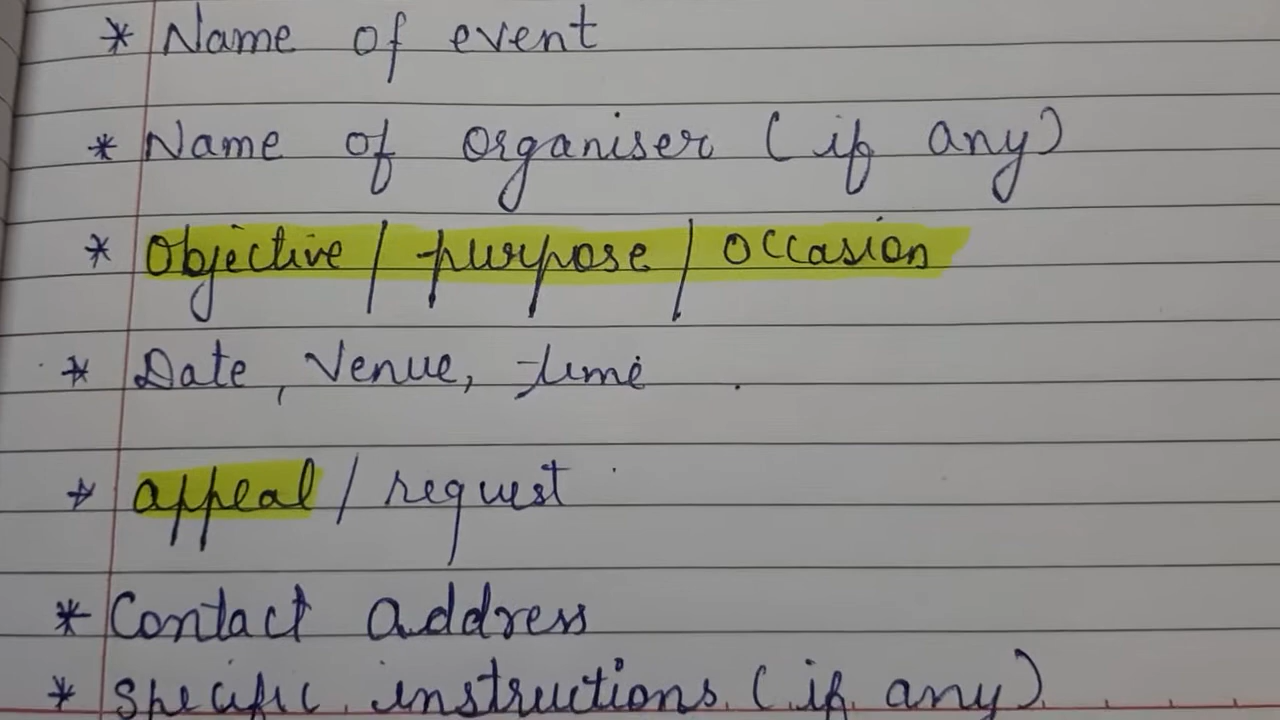 * Name of event
* Name of organiser (if any)
* Objective / purpose / occasion
* Date, Venue, time
* appeal / request
* Contact address
* Specific instructions (if any)